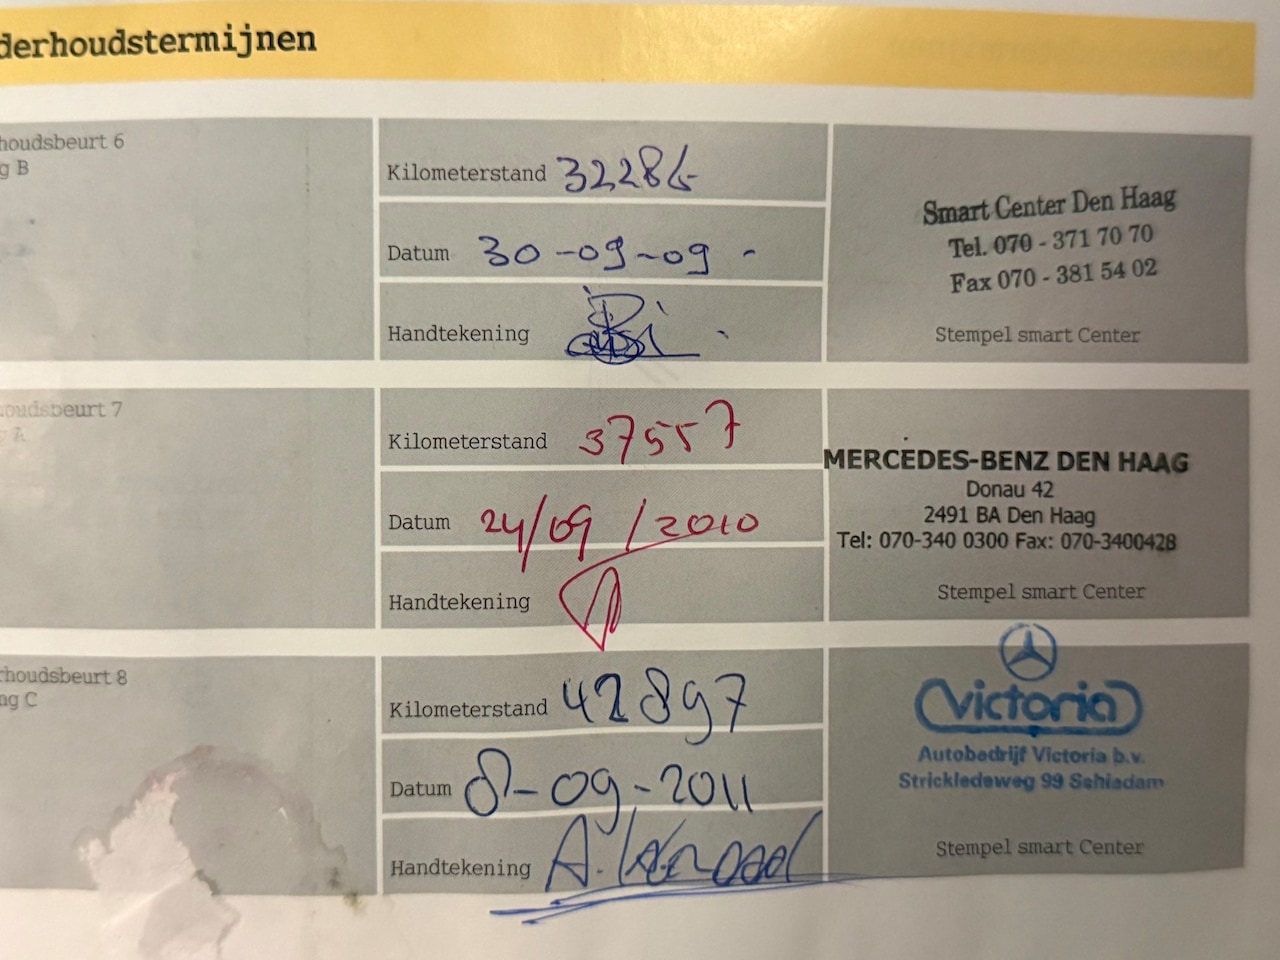 derhoudstermijnen
houdsbeurt 6
g B
Kilometerstand 32286
Datum 30-09-09
Handtekening
Smart Center Den Haag
Tel. 070 - 371 70 70
Fax 070 - 381 54 02
Stempel smart Center
oudsbeurt 7
A
Kilometerstand 37557
Datum 24/09/2010
Handtekening
MERCEDES-BENZ DEN HAAG
Donau 42
2491 BA Den Haag
Tel: 070-340 0300 Fax: 070-3400428
Stempel smart Center
houdsbeurt 8
ng C
Kilometerstand 42897
Datum 8-09-2011
Handtekening
Victoria
Autobedrijf Victoria b.v.
Strickledeweg 99 Schiedam
Stempel smart Center